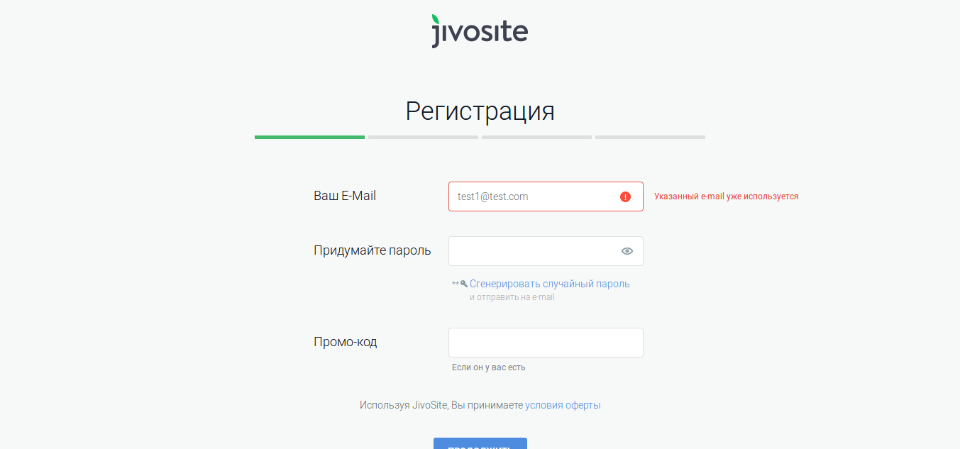 jivosite
Регистрация
Ваш E-Mail
test1@test.com
Указанный e-mail уже используется
Придумайте пароль
Сгенерировать случайный пароль
и отправить на e-mail
Промо-код
Если он у вас есть
Используя JivoSite, Вы принимаете условия оферты